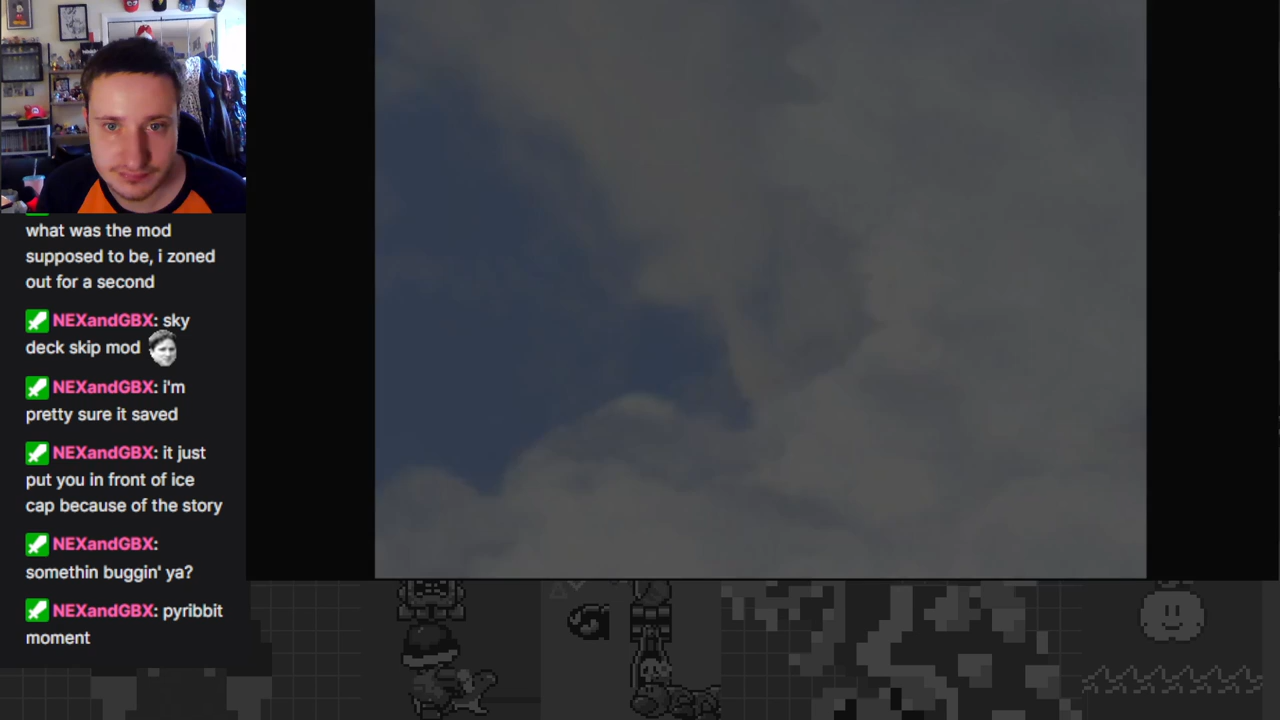 what was the mod
supposed to be, i zoned
out for a second
NEXandGBX: sky
deck skip mod
NEXandGBX: i'm
pretty sure it saved
NEXandGBX: it just
put you in front of ice
cap because of the story
NEXandGBX:
somethin buggin' ya?
NEXandGBX: pyribbit
moment